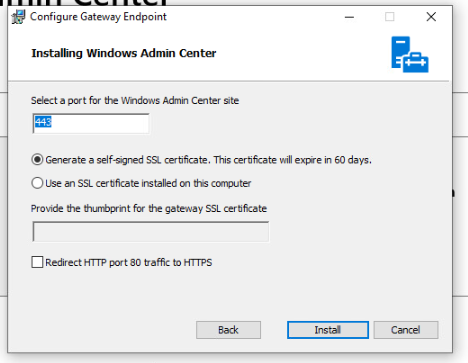 Admin Center
Configure Gateway Endpoint
Installing Windows Admin Center
Select a port for the Windows Admin Center site
443
Generate a self-signed SSL certificate. This certificate will expire in 60 days.
Use an SSL certificate installed on this computer
Provide the thumbprint for the gateway SSL certificate
Redirect HTTP port 80 traffic to HTTPS
Back
Install
Cancel